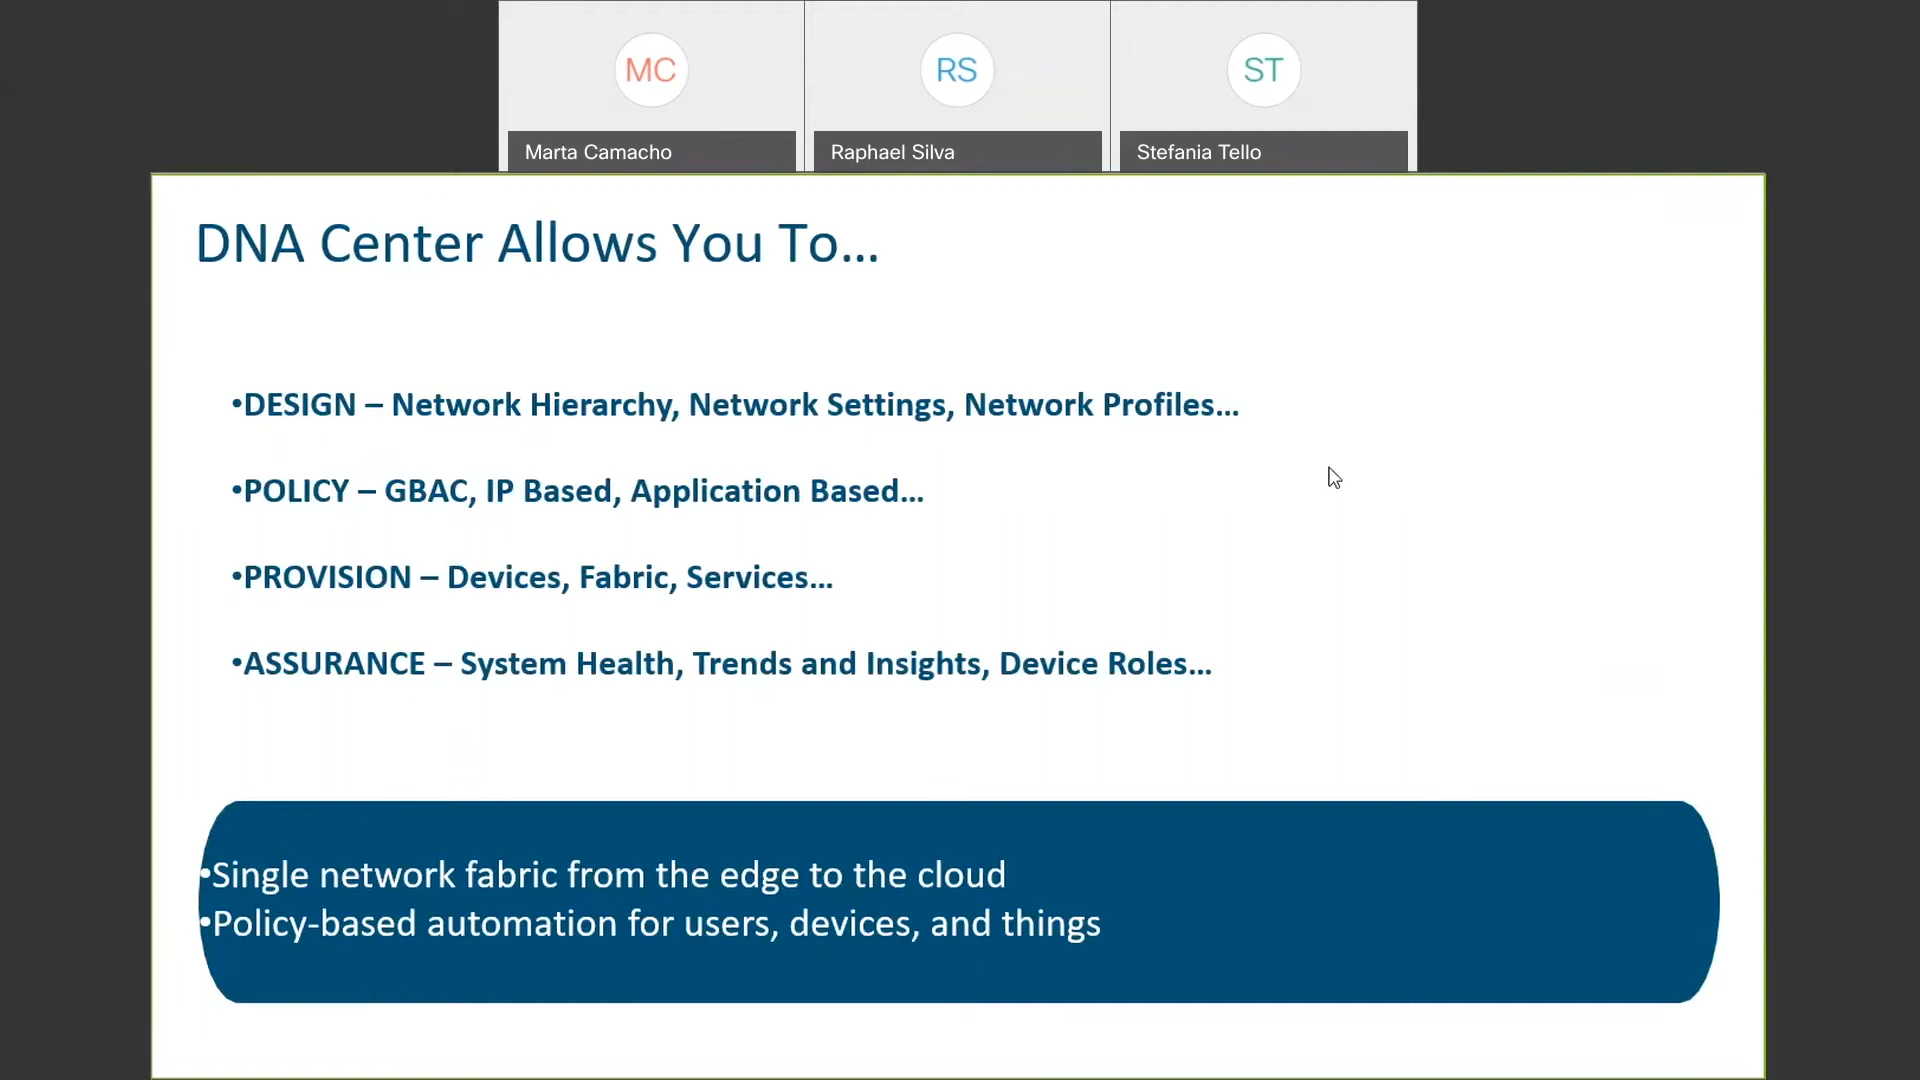 MC
RS
ST
Marta Camacho
Raphael Silva
Stefania Tello
DNA Center Allows You To...
•DESIGN – Network Hierarchy, Network Settings, Network Profiles...
•POLICY – GBAC, IP Based, Application Based...
•PROVISION – Devices, Fabric, Services...
•ASSURANCE – System Health, Trends and Insights, Device Roles...
•Single network fabric from the edge to the cloud
•Policy-based automation for users, devices, and things